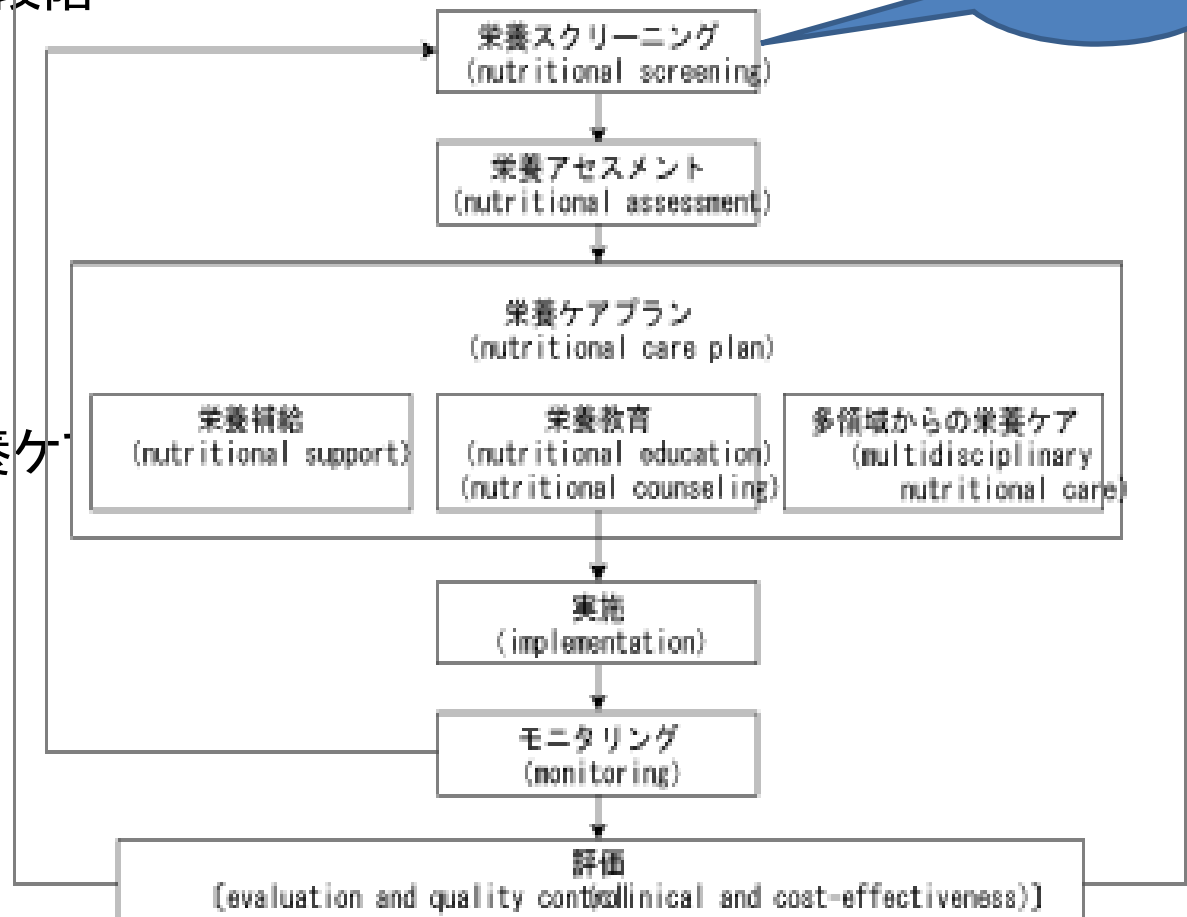 栄養スクリーニング
(nutritional screening)
栄養アセスメント
(nutritional assessment)
栄養ケアプラン
(nutritional care plan)
栄養補給
(nutritional support)
栄養教育
(nutritional education)
(nutritional counseling)
多領域からの栄養ケア
(multidisciplinary
nutritional care)
実施
(implementation)
モニタリング
(monitoring)
評価
[evaluation and quality clinical and cost-effectiveness)]